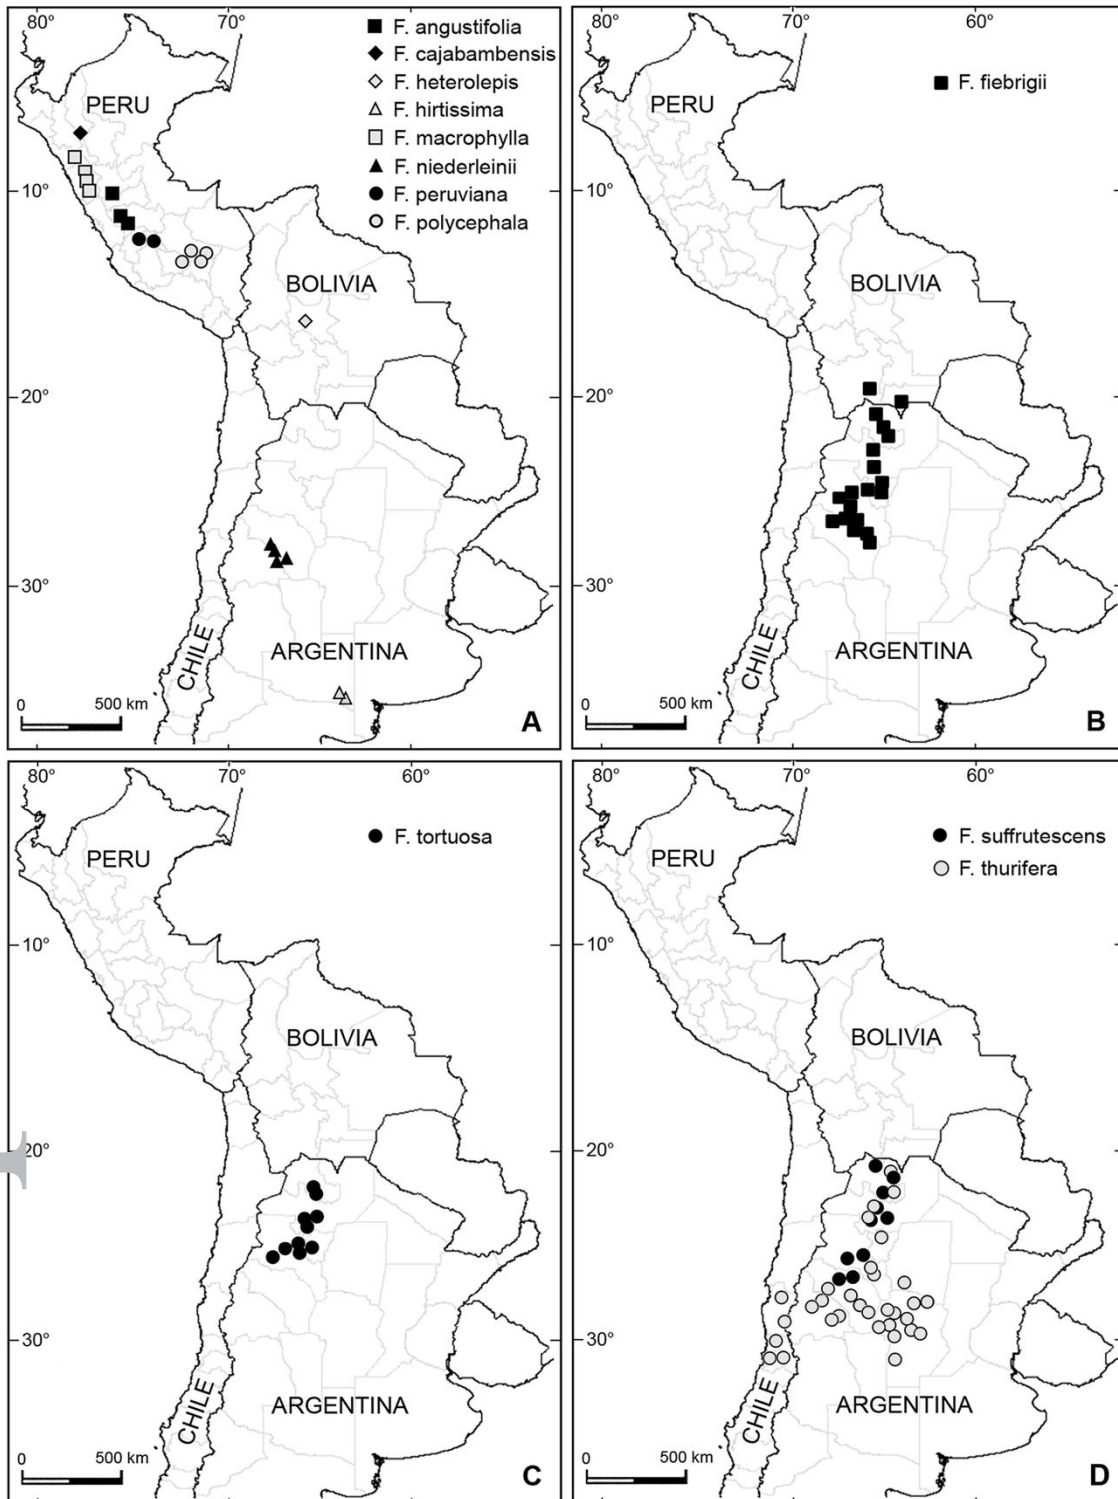 80°
70°
F. angustifolia
F. cajabambensis
F. heterolepis
F. hirtissima
F. macrophylla
F. niederleinii
F. peruviana
F. polycephala
PERU
10°
BOLIVIA
20°
30°
CHILE
ARGENTINA
0 500 km
A
80°
70°
60°
F. fiebrigii
PERU
10°
BOLIVIA
20°
30°
CHILE
ARGENTINA
0 500 km
B
80°
70°
60°
F. tortuosa
PERU
10°
BOLIVIA
20°
30°
CHILE
ARGENTINA
0 500 km
C
80°
70°
60°
F. suffrutescens
F. thurifera
PERU
10°
BOLIVIA
20°
30°
CHILE
ARGENTINA
0 500 km
D